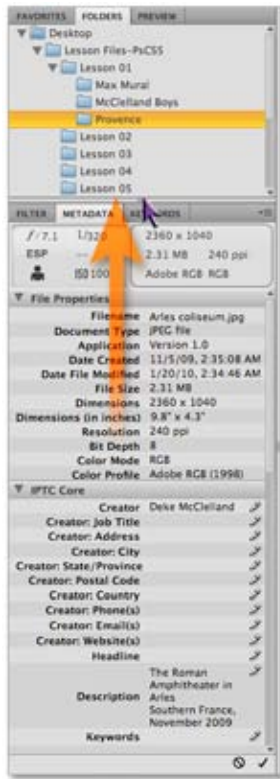 FAVORITES FOLDERS PREVIEW
Desktop
Lesson Files-PsCS5
Lesson 01
Max Mural
McClelland Boys
Provence
Lesson 02
Lesson 03
Lesson 04
Lesson 05
FILTER METADATA KEYWORDS
f/7.1 1/320 2360 x 1040
ESP -- 2.31 MB 240 ppi
ISO 100 Adobe RGB RGB
File Properties
Filename Arles coliseum.jpg
Document Type JPEG file
Application Version 1.0
Date Created 11/5/09, 2:35:08 AM
Date File Modified 1/20/10, 2:34:46 AM
File Size 2.31 MB
Dimensions 2360 x 1040
Dimensions (in inches) 9.8" x 4.3"
Resolution 240 ppi
Bit Depth 8
Color Mode RGB
Color Profile Adobe RGB (1998)
IPTC Core
Creator Deke McClelland
Creator: Job Title
Creator: Address
Creator: City
Creator: State/Province
Creator: Postal Code
Creator: Country
Creator: Phone(s)
Creator: Email(s)
Creator: Website(s)
Headline
Description The Roman
Amphitheater in
Arles
Southern France,
November 2009
Keywords